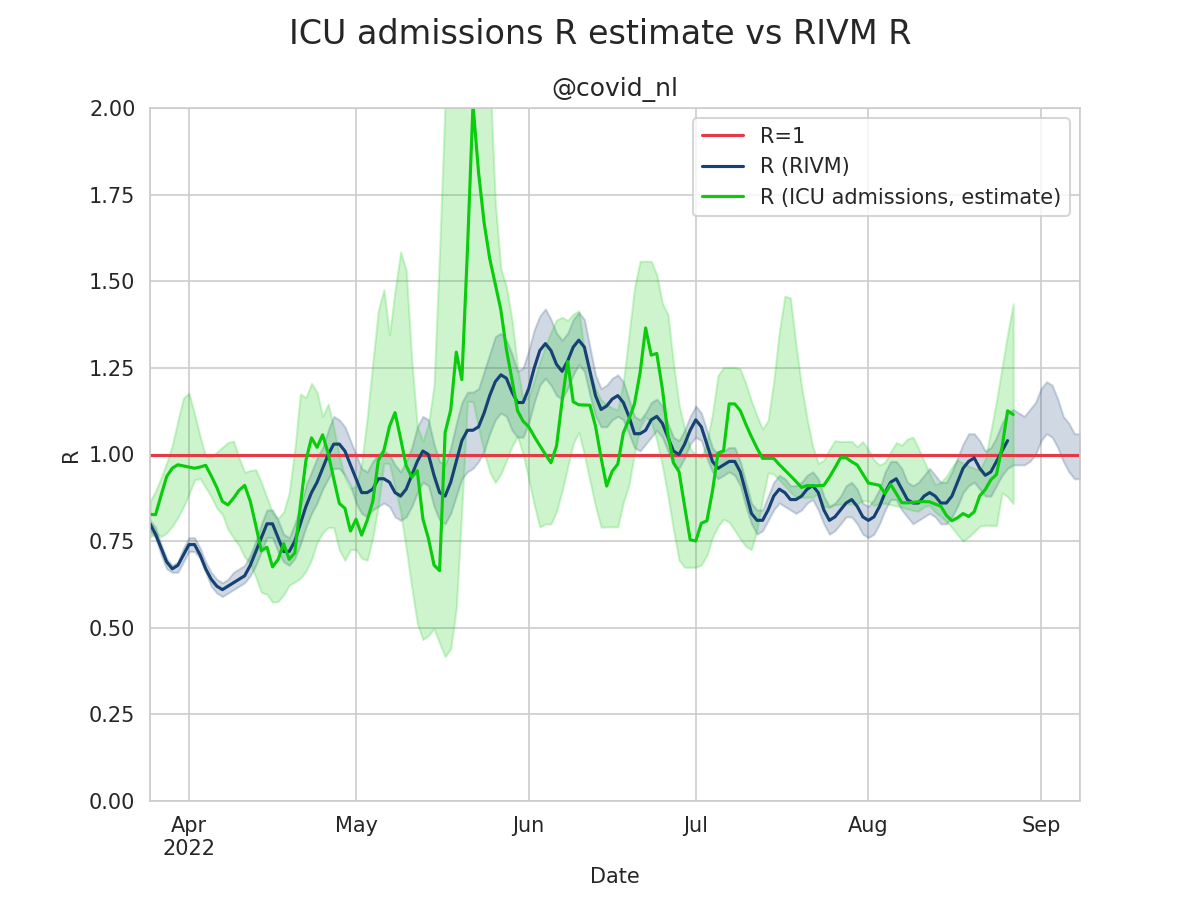 ICU admissions R estimate vs RIVM R
@covid_nl
2.00
1.75
1.50
1.25
1.00
0.75
0.50
0.25
0.00
R
R=1
R (RIVM)
R (ICU admissions, estimate)
Apr May Jun Jul Aug Sep
2022
Date